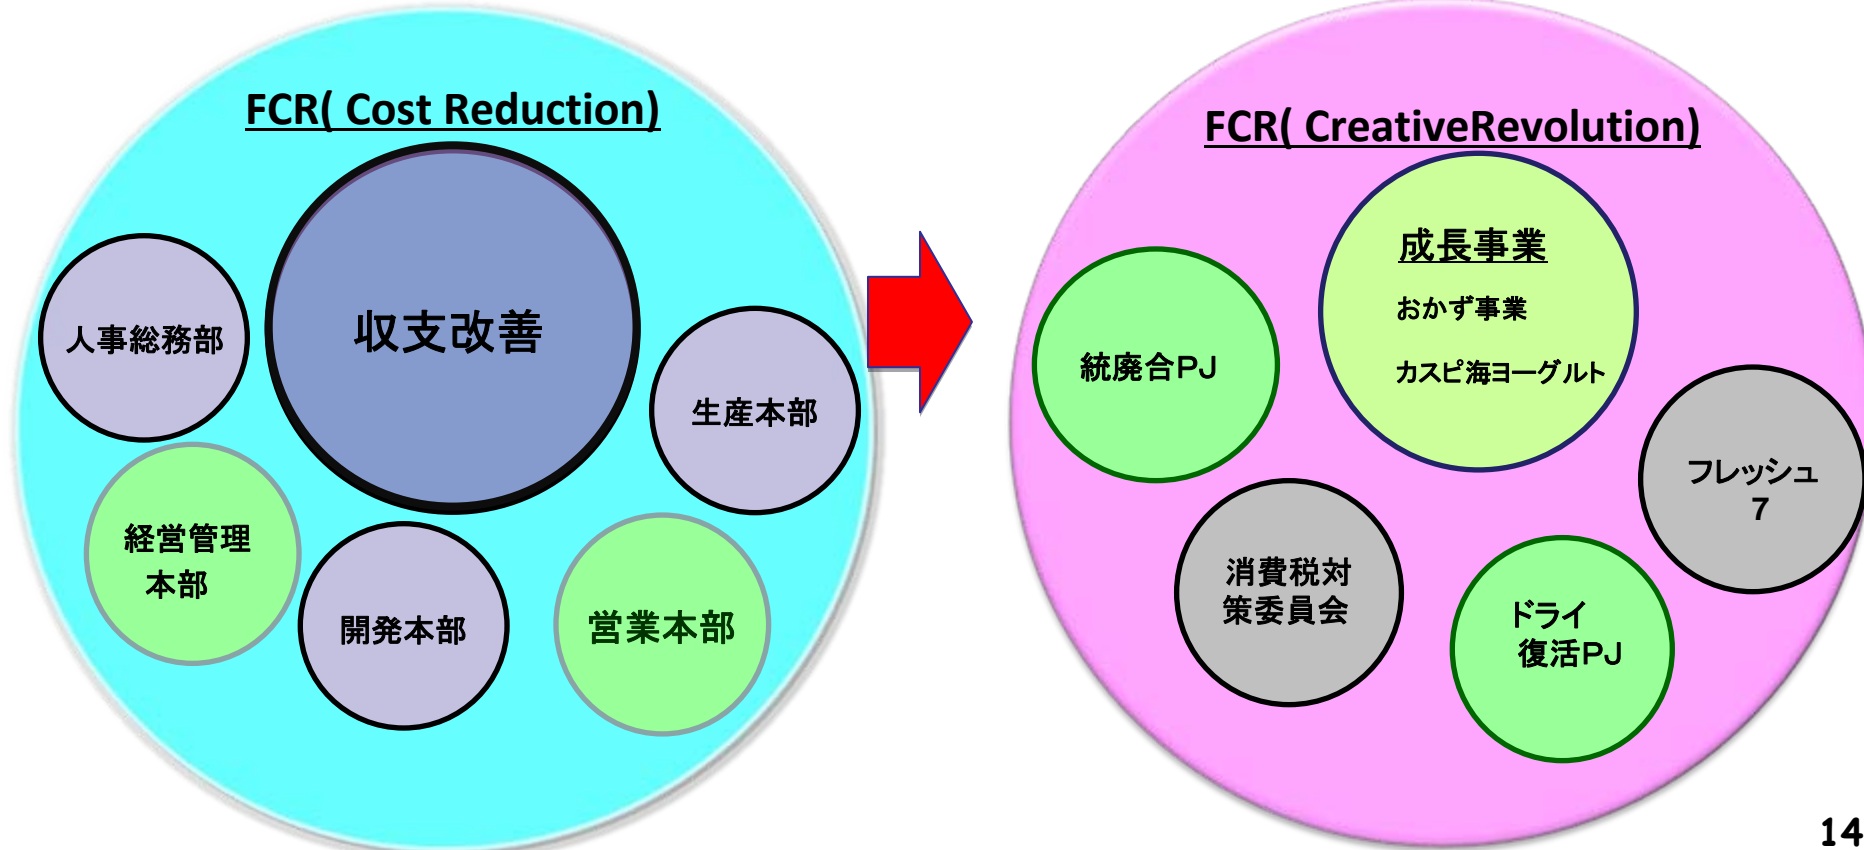 FCR( Cost Reduction)
収支改善
人事総務部
生産本部
経営管理
本部
開発本部
営業本部
FCR( CreativeRevolution)
成長事業
おかず事業
カスピ海ヨーグルト
統廃合PJ
フレッシュ
7
消費税対
策委員会
ドライ
復活PJ
14